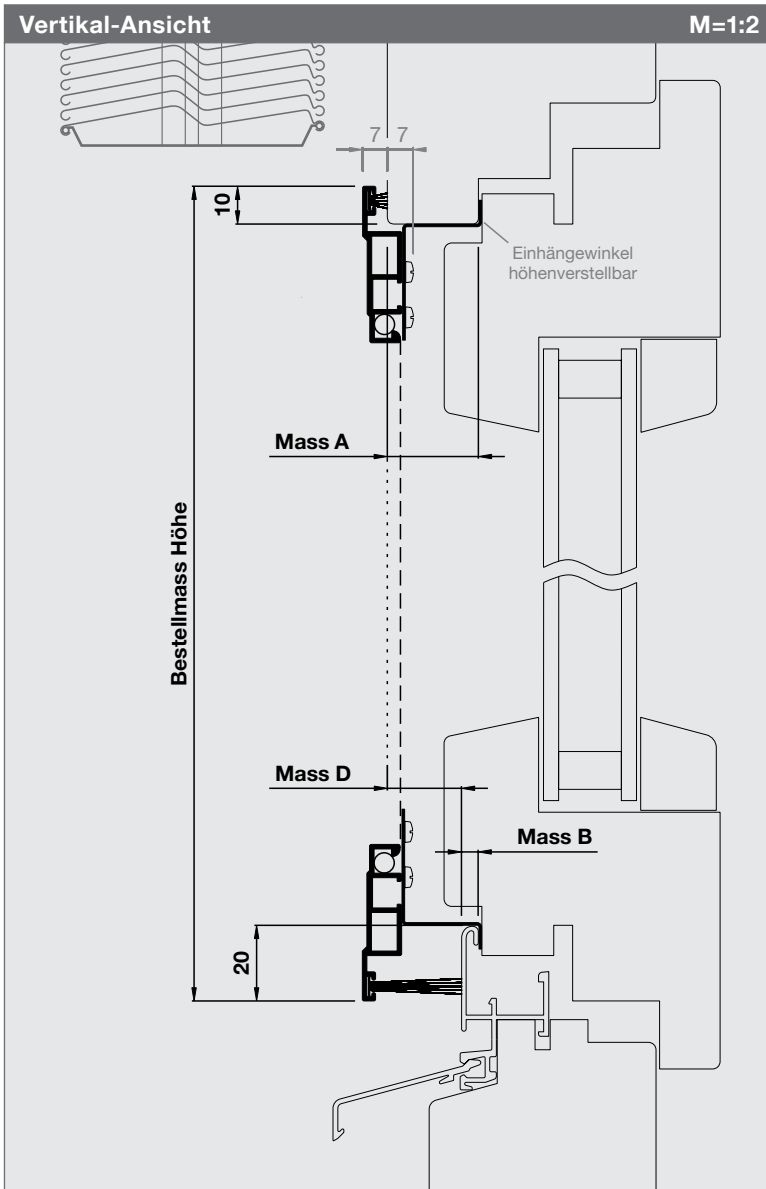 Vertikal-Ansicht M=1:2
7 7
10
Einhängewinkel
höhenverstellbar
Mass A
Bestellmass Höhe
Mass D
Mass B
20